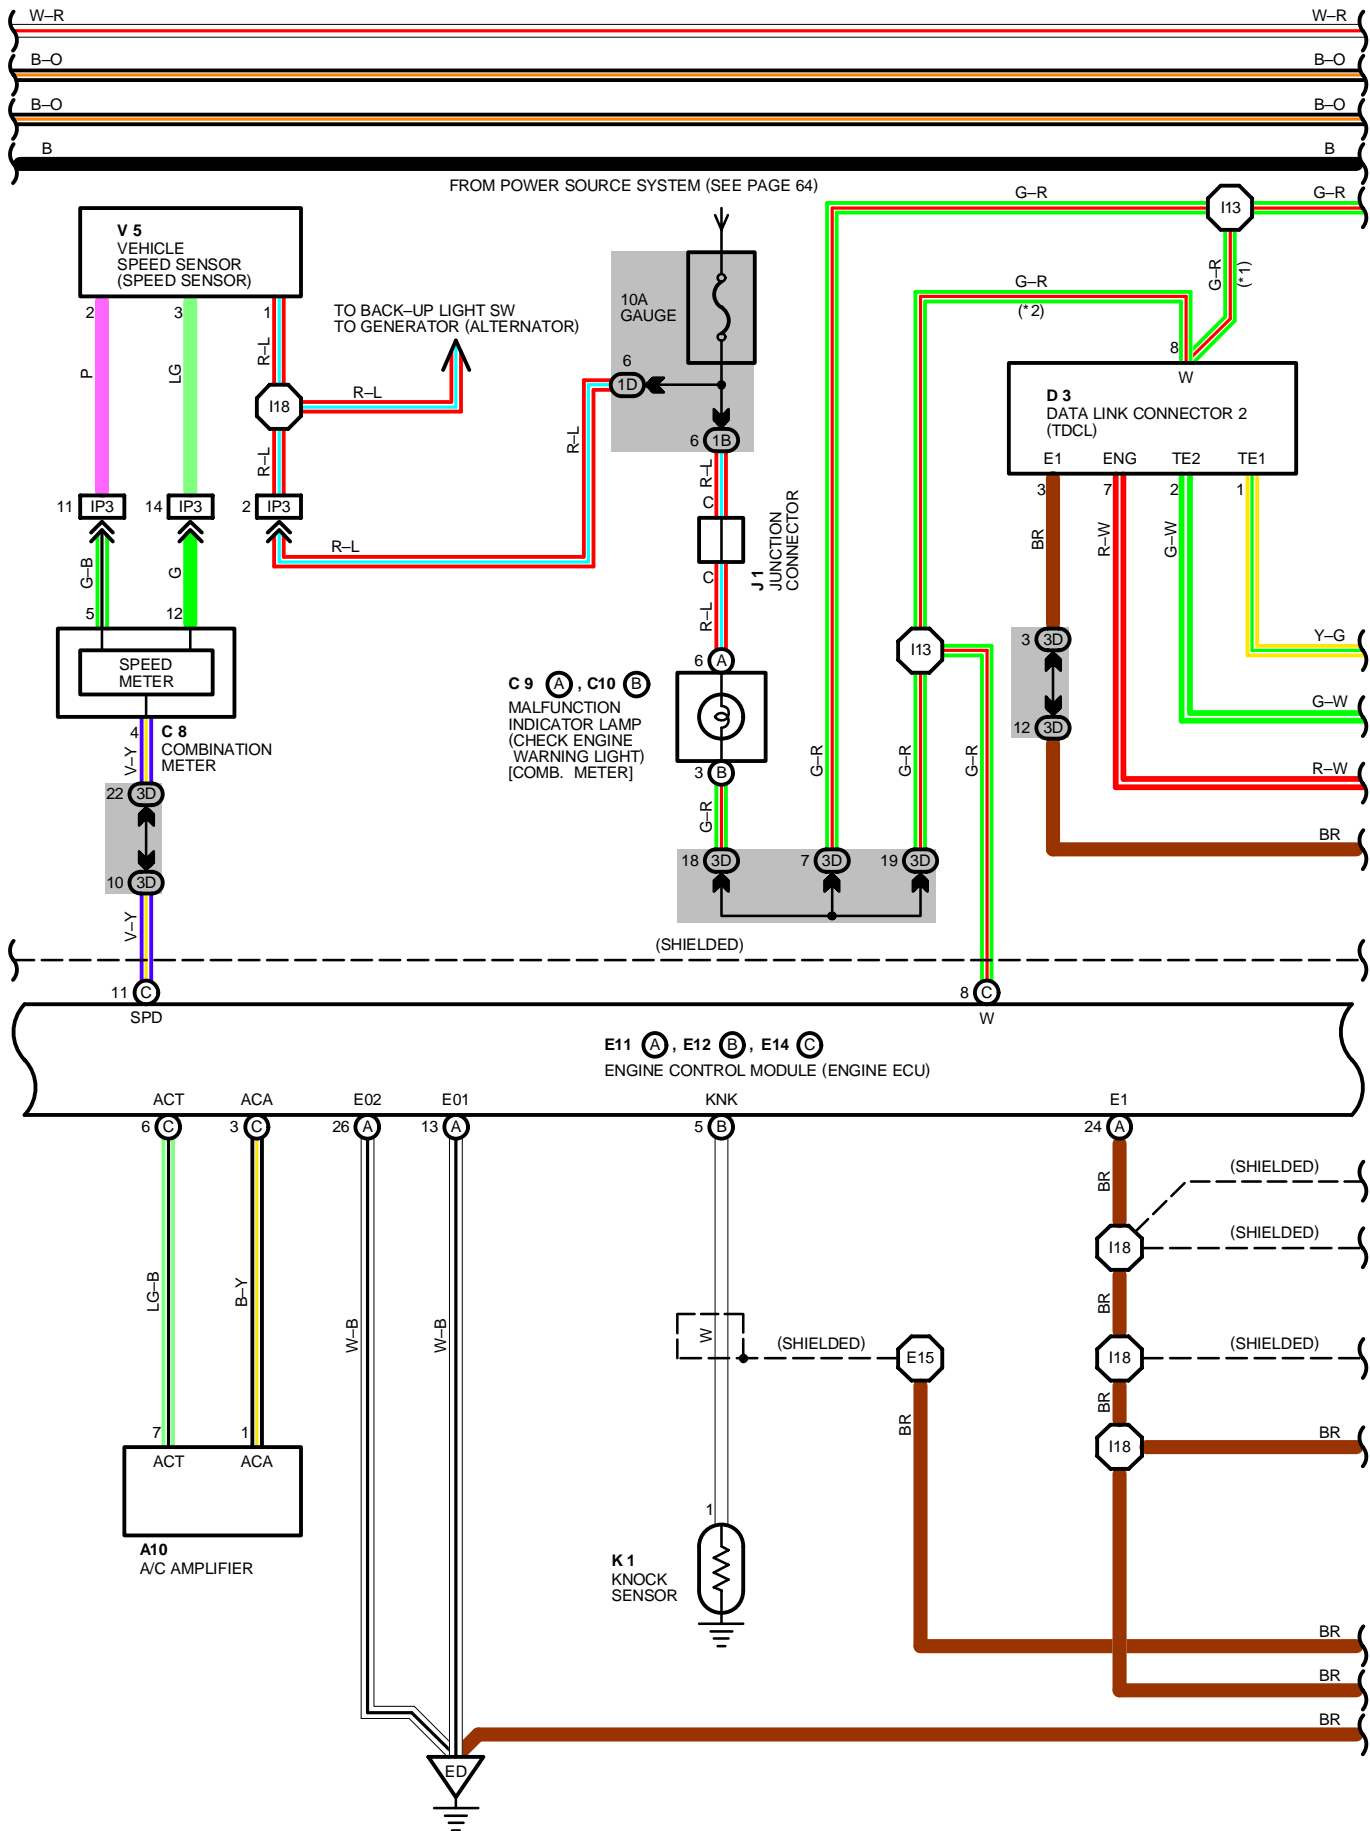 W–R W–R
B–O B–O
B–O B–O
B B
FROM POWER SOURCE SYSTEM (SEE PAGE 64)
G–R I13 G–R
V 5
VEHICLE
SPEED SENSOR
(SPEED SENSOR)
G–R
(*1)
G–R
(*2)
2 3 1
TO BACK–UP LIGHT SW
TO GENERATOR (ALTERNATOR)
10A
GAUGE
R–L
P LG
6
1D
I18 R–L
8
W
D 3
DATA LINK CONNECTOR 2
(TDCL)
E1 ENG TE2 TE1
6 1B
R–L
R–L
R–L
3 7 2 1
C
11 IP3 14 IP3 2 IP3
J 1
JUNCTION
CONNECTOR
BR R–W G–W
R–L
G–B G
C
R–L
5 12
SPEED
METER
I13
3 3D
Y–G
6 A
C 9 A , C10 B
MALFUNCTION
INDICATOR LAMP
(CHECK ENGINE
WARNING LIGHT)
[COMB. METER]
G–W
4 C 8
COMBINATION
METER
V–Y
12 3D
G–R G–R G–R
R–W
3 B
22 3D
G–R
BR
18 3D 7 3D 19 3D
10 3D
V–Y
(SHIELDED)
11 C 8 C
SPD W
E11 A , E12 B , E14 C
ENGINE CONTROL MODULE (ENGINE ECU)
ACT ACA E02 E01 KNK E1
6 C 3 C 26 A 13 A 5 B 24 A
(SHIELDED)
BR
(SHIELDED)
I18
LG–B B–Y
BR
W–B W–B
W (SHIELDED) E15
I18 (SHIELDED)
BR
BR
7 1
I18 BR
ACT ACA
1
A10
A/C AMPLIFIER
K 1
KNOCK
SENSOR
BR
BR
BR
ED